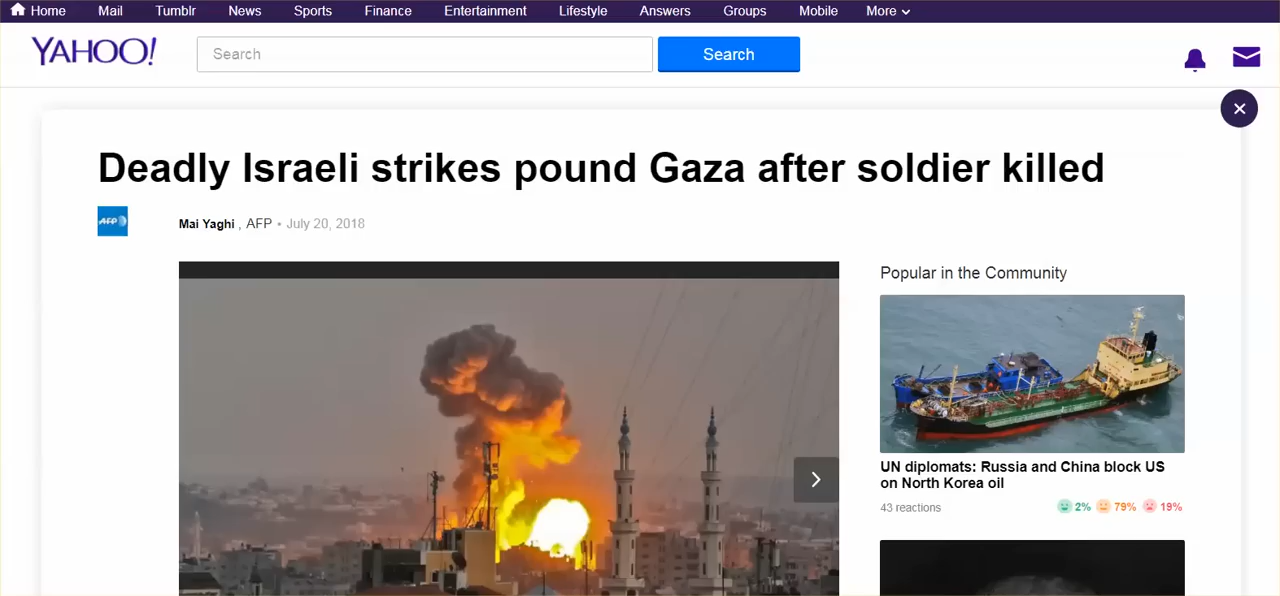 Home Mail Tumblr News Sports Finance Entertainment Lifestyle Answers Groups Mobile More
YAHOO! Search Search
Deadly Israeli strikes pound Gaza after soldier killed
AFP Mai Yaghi , AFP • July 20, 2018
Popular in the Community
UN diplomats: Russia and China block US
on North Korea oil
43 reactions 2% 79% 19%